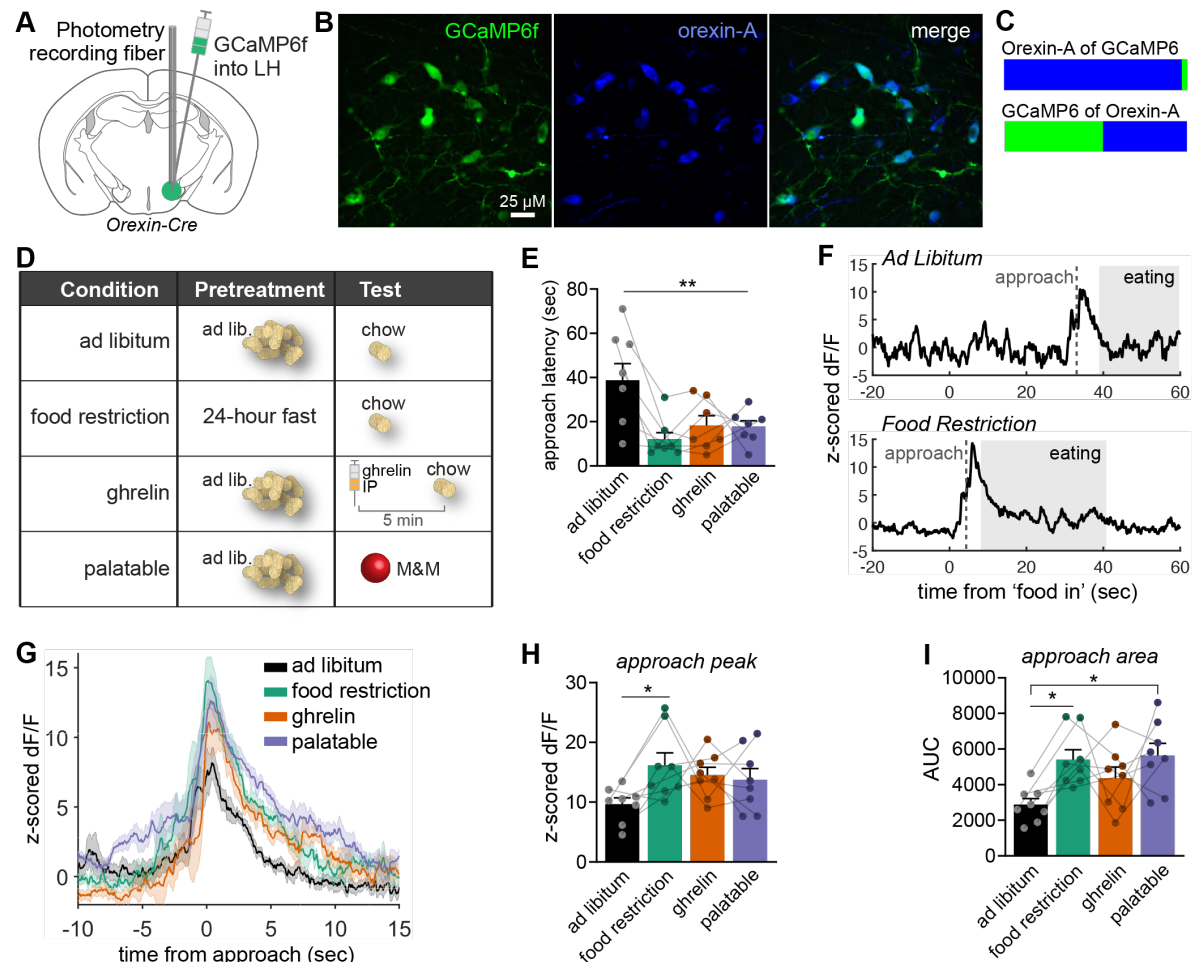 A
Photometry
recording fiber
GCaMP6f
into LH
Orexin-Cre
B
GCaMP6f
orexin-A
merge
25 µM
C
Orexin-A of GCaMP6
GCaMP6 of Orexin-A
D
Condition Pretreatment Test
ad libitum
ad lib.
chow
food restriction
24-hour fast
chow
ghrelin
ad lib.
ghrelin
IP
chow
5 min
palatable
ad lib.
M&M
E
**
approach latency (sec)
80
60
40
20
0
ad libitum
food restriction
ghrelin
palatable
F
Ad Libitum
approach
eating
15
10
5
0
-5
-20 0 20 40 60
Food Restriction
approach
eating
15
10
5
0
-5
-20 0 20 40 60
z-scored dF/F
time from ‘food in’ (sec)
G
z-scored dF/F
15
10
5
0
ad libitum
food restriction
ghrelin
palatable
-10 -5 0 5 10 15
time from approach (sec)
H
approach peak
*
z-scored dF/F
30
20
10
0
ad libitum
food restriction
ghrelin
palatable
I
approach area
*
*
AUC
10000
8000
6000
4000
2000
0
ad libitum
food restriction
ghrelin
palatable